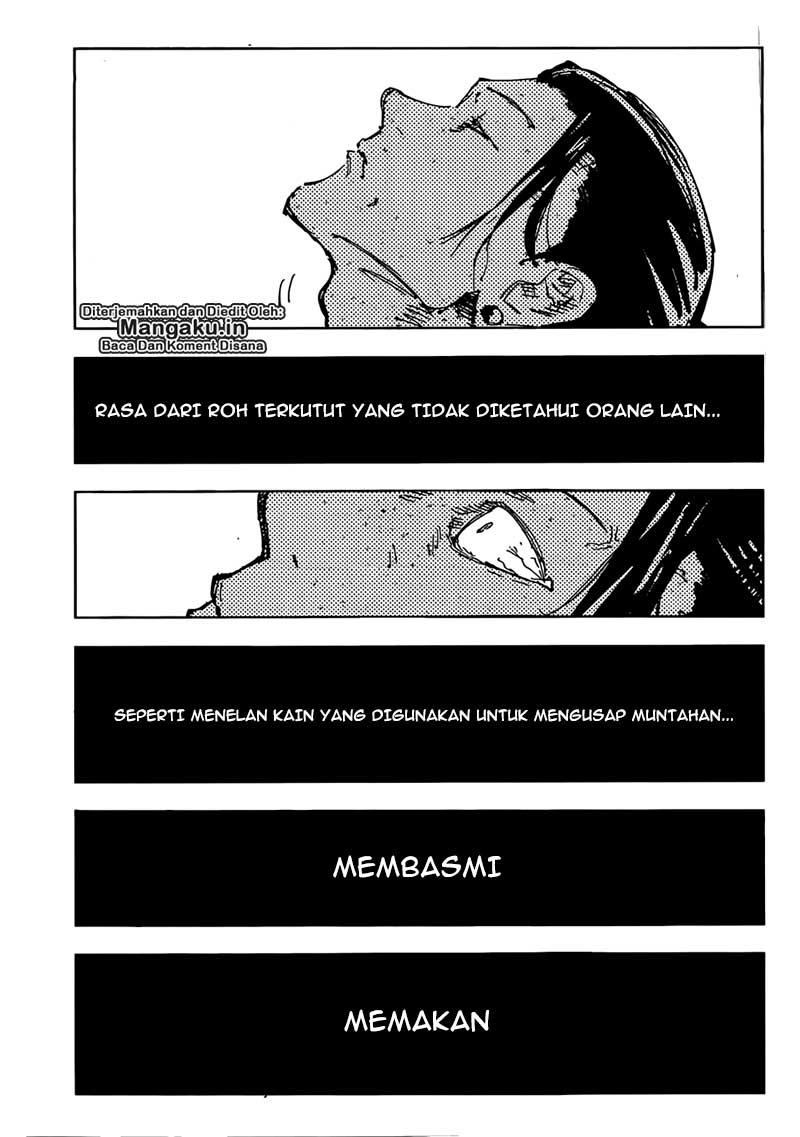 Diterjemahkan dan Diedit Oleh:
Mangaku.in
Baca Dan Koment Disana
RASA DARI ROH TERKUTUT YANG TIDAK DIKETAHUI ORANG LAIN...
SEPERTI MENELAN KAIN YANG DIGUNAKAN UNTUK MENGUSAP MUNTAHAN...
MEMBASMI
MEMAKAN